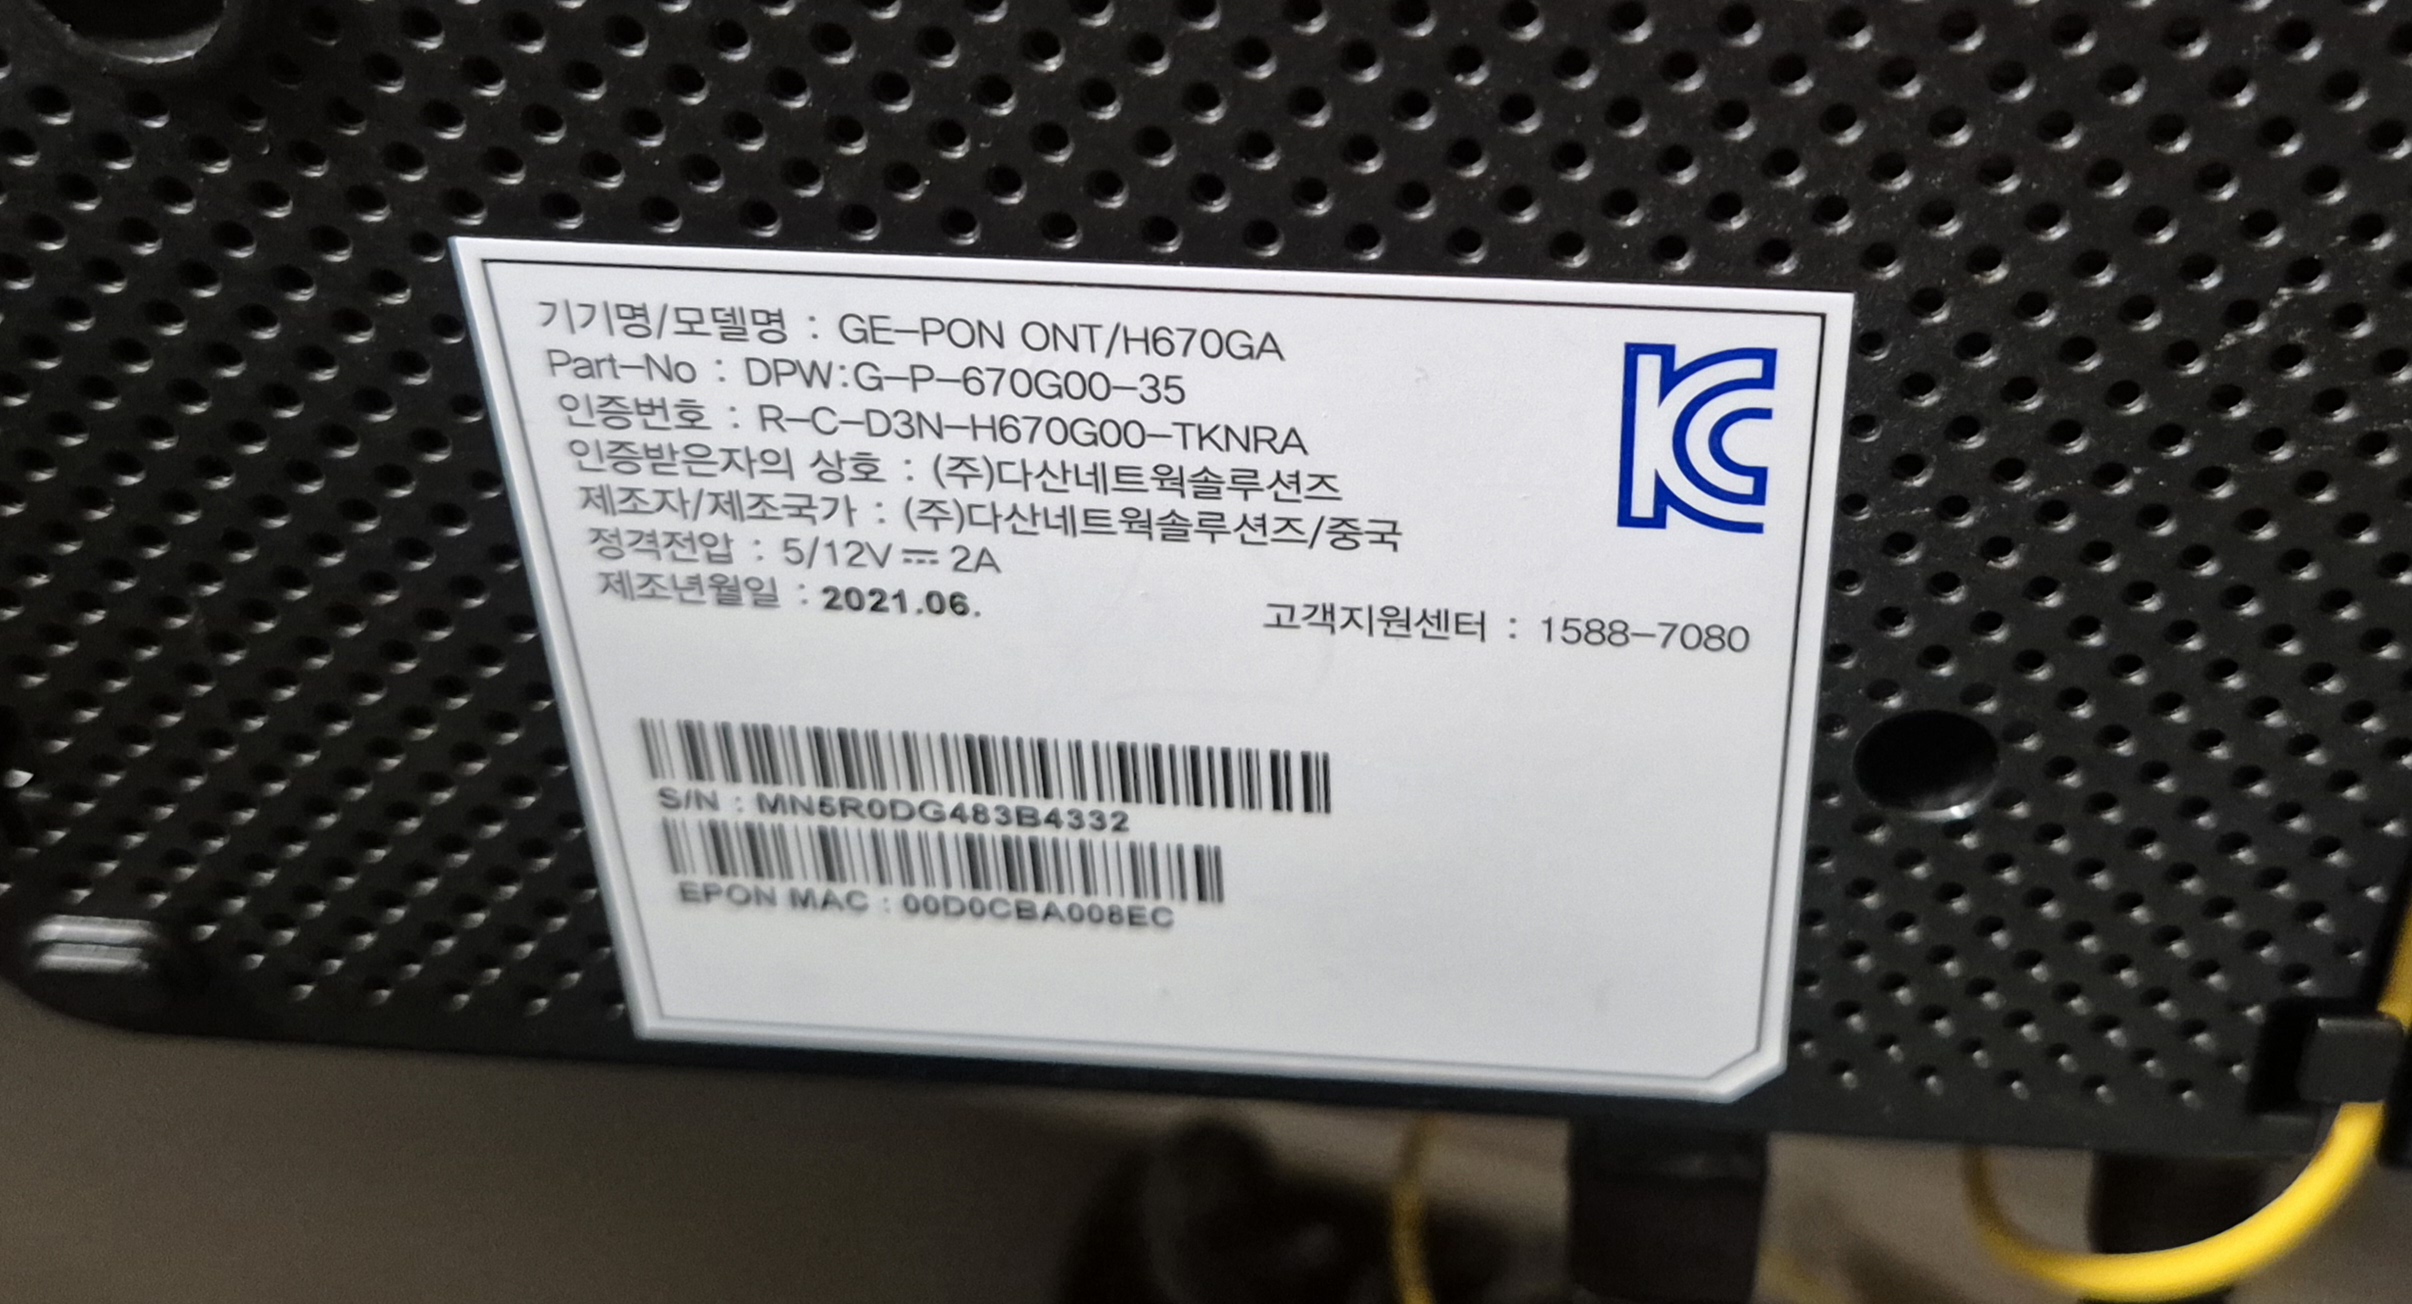 기기명/모델명 : GE-PON ONT/H670GA
Part-No : DPW:G-P-670G00-35
인증번호 : R-C-D3N-H670G00-TKNRA
인증받은자의 상호 : (주)다산네트웍솔루션즈
제조자/제조국가 : (주)다산네트웍솔루션즈/중국
정격전압 : 5/12V ⎓ 2A
제조년월일 : 2021.06.
고객지원센터 : 1588-7080
KC
S/N : MN5R0DG483B4332
EPON MAC : 00D0CBA008EC